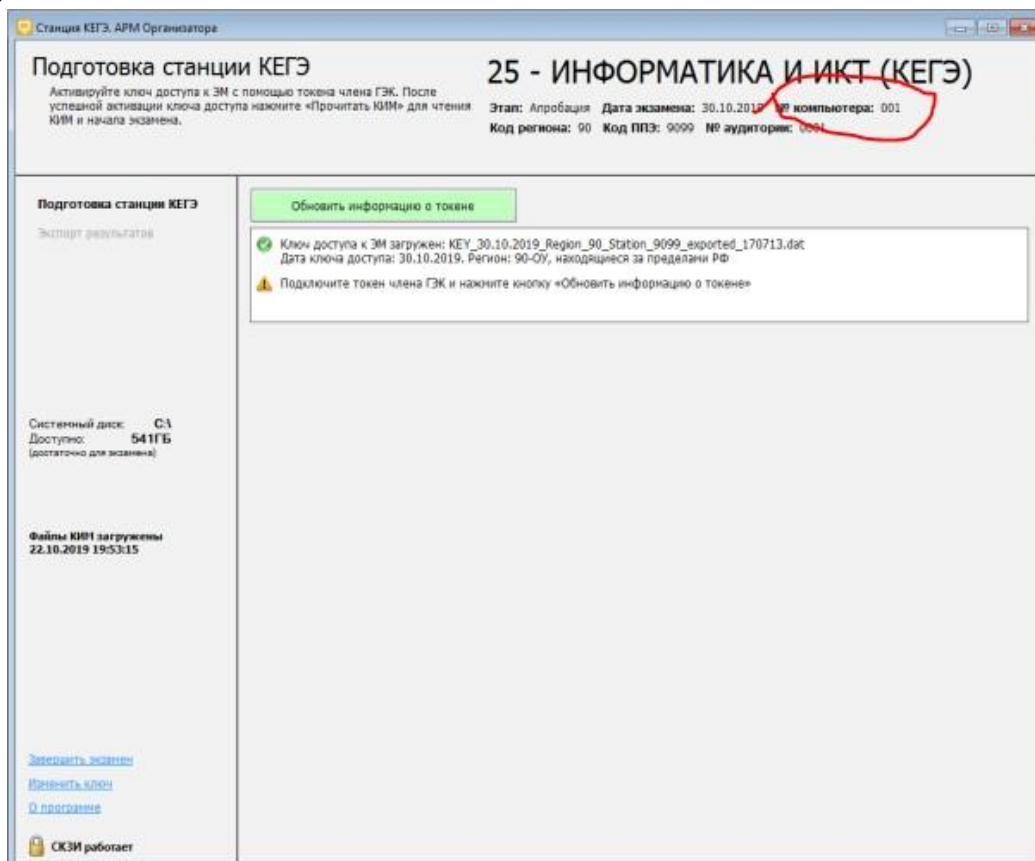 Станция КЕГЭ. АРМ Организатора
Подготовка станции КЕГЭ
Активируйте ключ доступа к ЭМ с помощью токена члена ГЭК. После
успешной активации ключа доступа нажмите «Прочитать КИМ» для чтения
КИМ и начала экзамена.
25 - ИНФОРМАТИКА И ИКТ (КЕГЭ)
Этап: Апробация Дата экзамена: 30.10.2019 № компьютера: 001
Код региона: 90 Код ППЭ: 9099 № аудитории: 0001
Подготовка станции КЕГЭ
Экспорт результатов
Обновить информацию о токене
Ключ доступа к ЭМ загружен: KEY_30.10.2019_Region_90_Station_9099_exported_170713.dat
Дата ключа доступа: 30.10.2019. Регион: 90-ОУ, находящиеся за пределами РФ
Подключите токен члена ГЭК и нажмите кнопку «Обновить информацию о токене»
Системный диск: C:\
Доступно: 541ГБ
(достаточно для экзамена)
Файлы КИМ загружены
22.10.2019 19:53:15
Завершить экзамен
Изменить ключ
О программе
СКЗИ работает